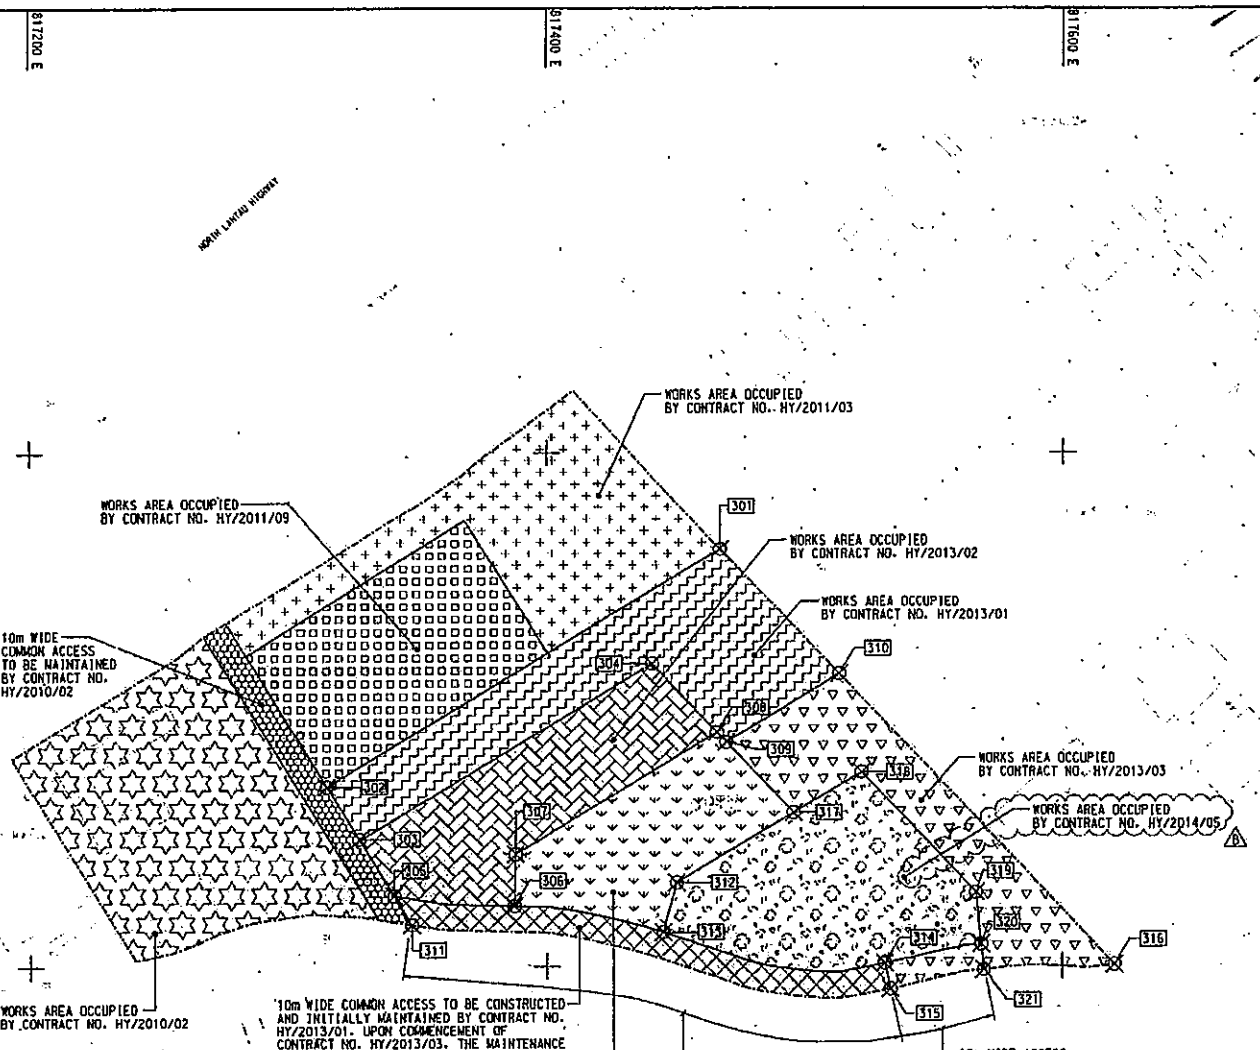 817200 E
817400 E
817600 E
NORTH LANTAU HIGHWAY
WORKS AREA OCCUPIED
BY CONTRACT NO. HY/2011/03
WORKS AREA OCCUPIED
BY CONTRACT NO. HY/2011/09
301
WORKS AREA OCCUPIED
BY CONTRACT NO. HY/2013/02
WORKS AREA OCCUPIED
BY CONTRACT NO. HY/2013/01
10m WIDE
COMMON ACCESS
TO BE MAINTAINED
BY CONTRACT NO.
HY/2010/02
304
310
308
309
WORKS AREA OCCUPIED
BY CONTRACT NO. HY/2013/03
318
302
WORKS AREA OCCUPIED
BY CONTRACT NO. HY/2014/05
B
307
317
303
305
319
312
306
320
313
314
311
316
321
315
WORKS AREA OCCUPIED
BY CONTRACT NO. HY/2010/02
10m WIDE COMMON ACCESS TO BE CONSTRUCTED
AND INITIALLY MAINTAINED BY CONTRACT NO.
HY/2013/01. UPON COMMENCEMENT OF
CONTRACT NO. HY/2013/03. THE MAINTENANCE